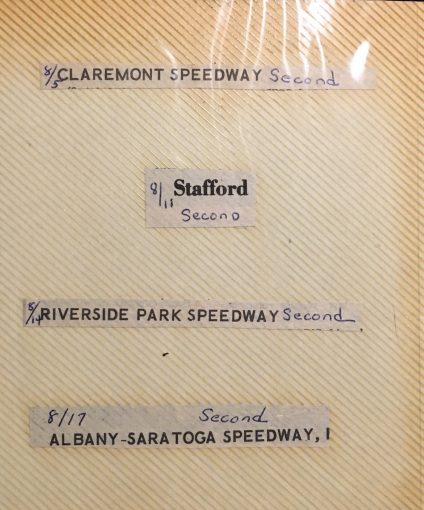 8/5 CLAREMONT SPEEDWAY Second
8/11 Stafford
Second
8/14 RIVERSIDE PARK SPEEDWAY Second
8/17 Second
ALBANY-SARATOGA SPEEDWAY, I